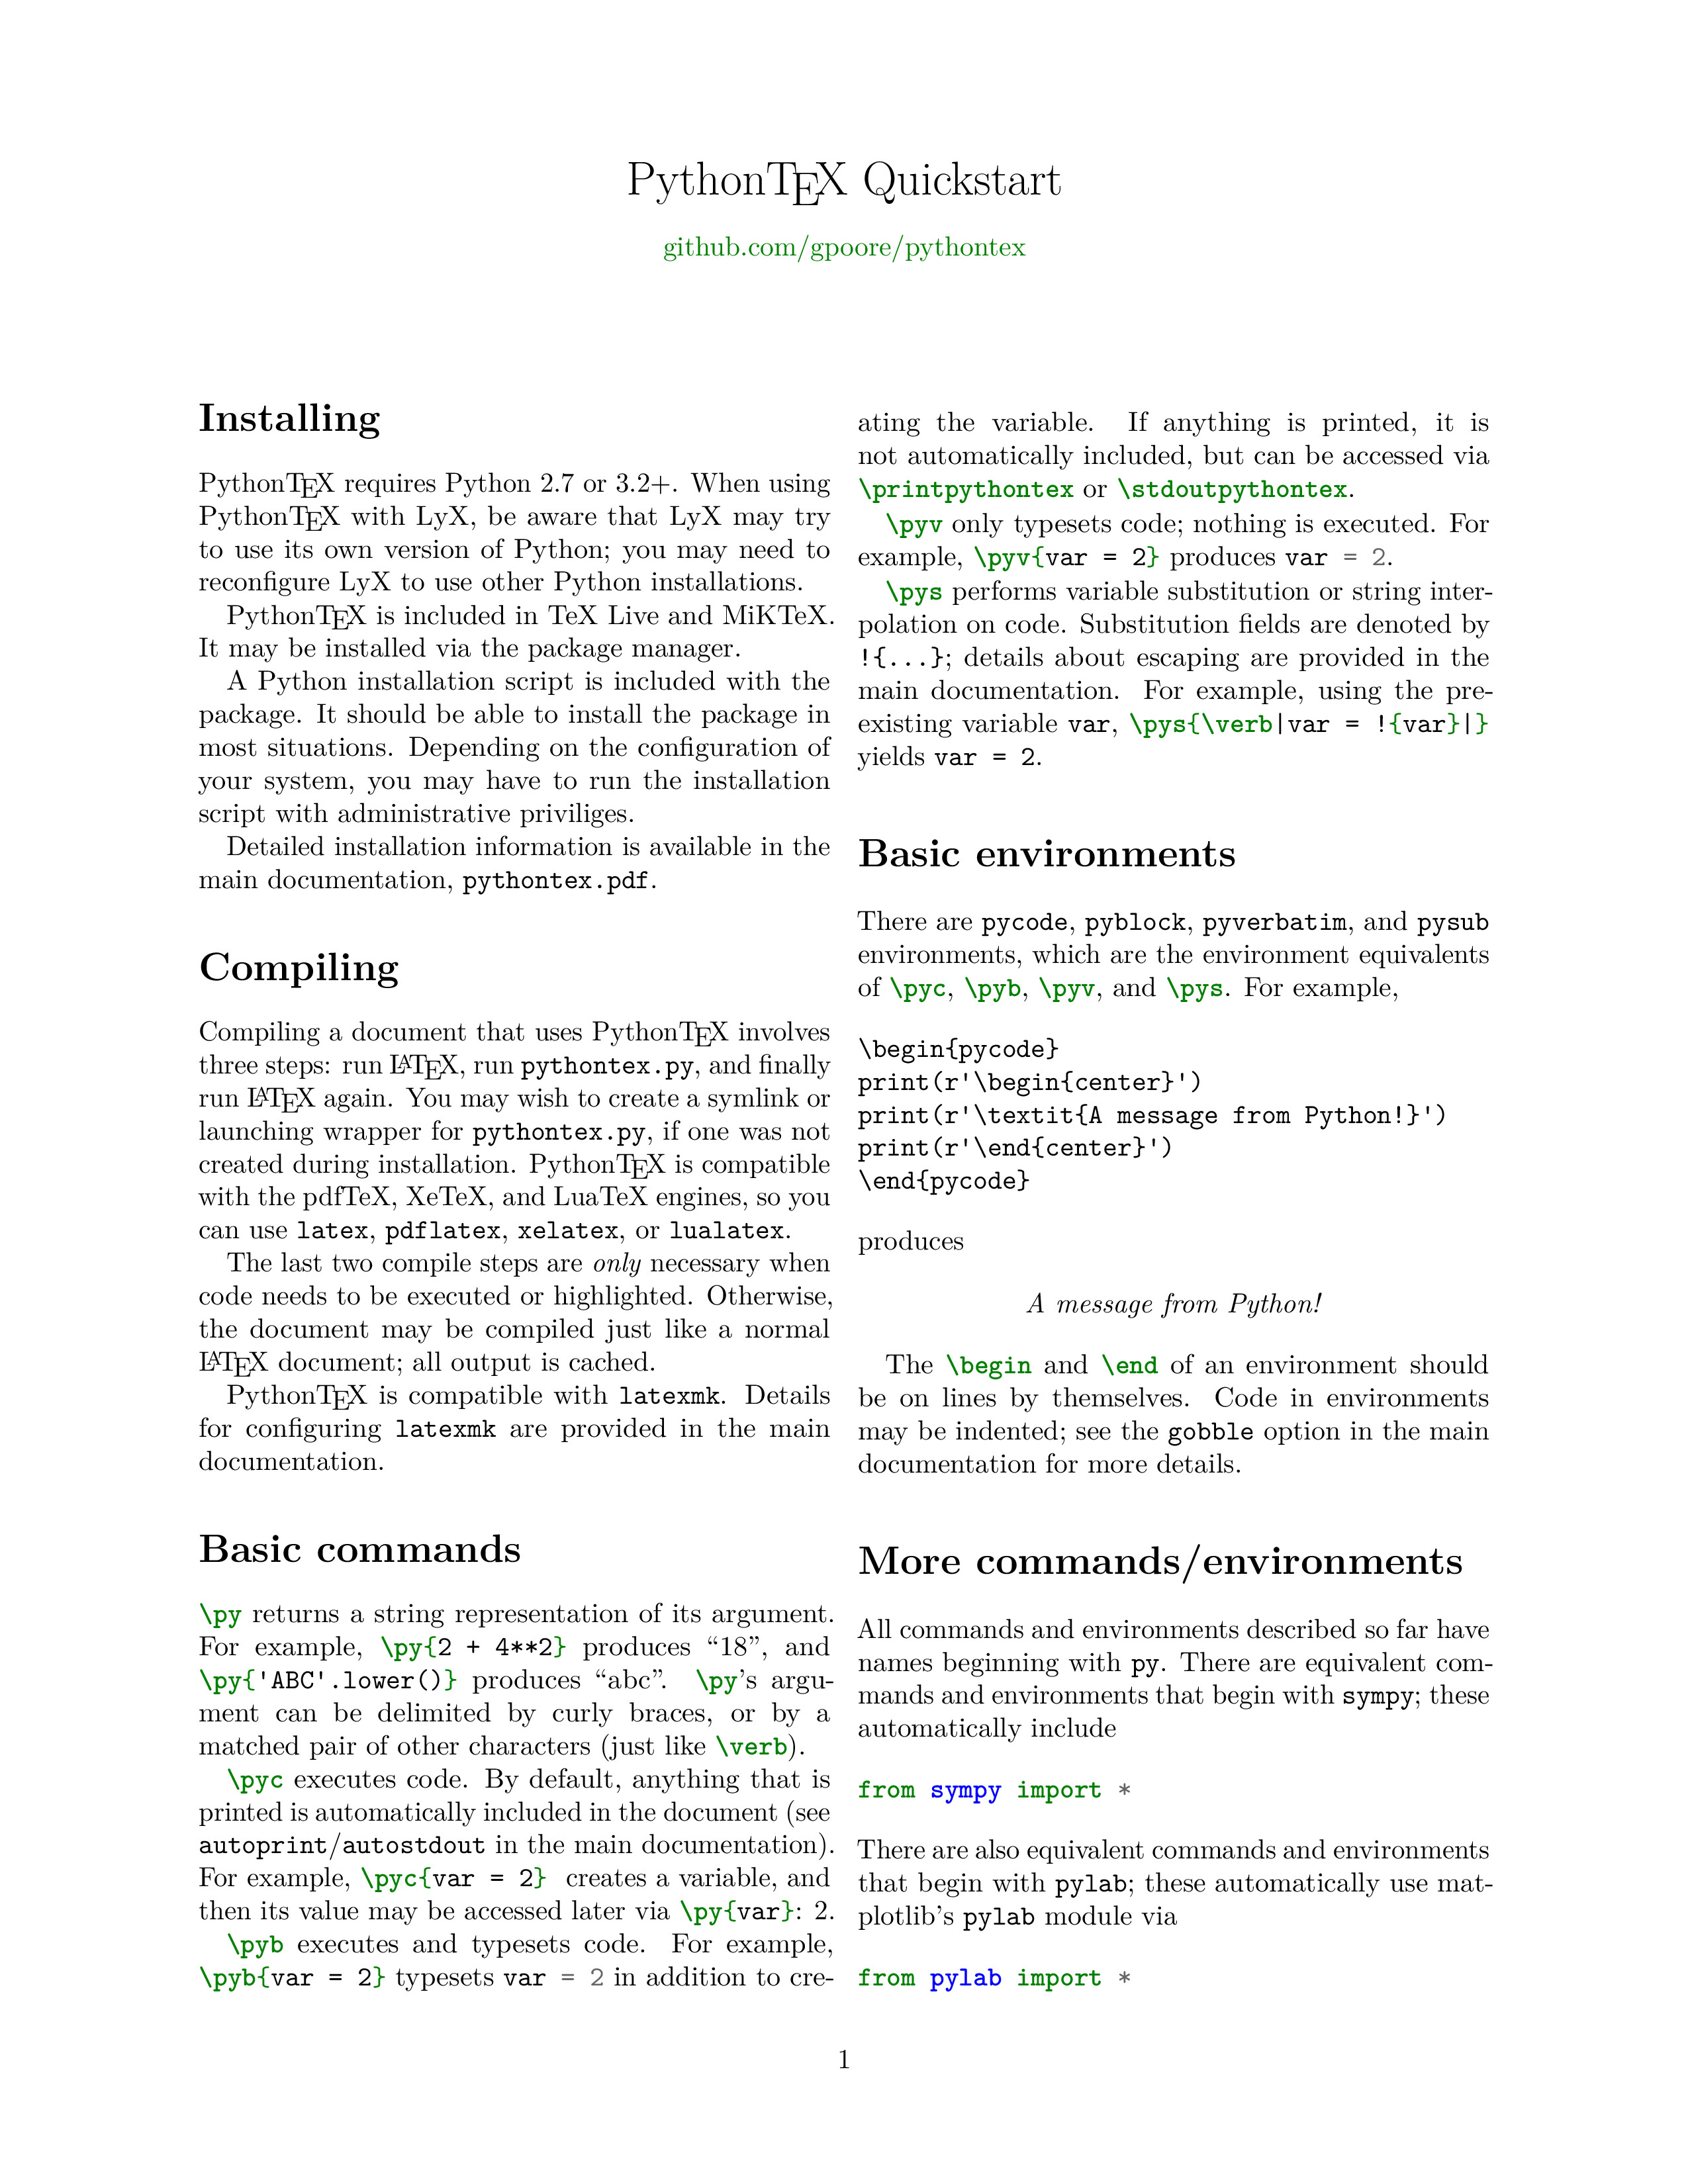 PythonTEX Quickstart
github.com/gpoore/pythontex
Installing
PythonTEX requires Python 2.7 or 3.2+. When using
PythonTEX with LyX, be aware that LyX may try
to use its own version of Python; you may need to
reconfigure LyX to use other Python installations.
PythonTEX is included in TeX Live and MiKTeX.
It may be installed via the package manager.
A Python installation script is included with the
package. It should be able to install the package in
most situations. Depending on the configuration of
your system, you may have to run the installation
script with administrative priviliges.
Detailed installation information is available in the
main documentation, pythontex.pdf.
Compiling
Compiling a document that uses PythonTEX involves
three steps: run LATEX, run pythontex.py, and finally
run LATEX again. You may wish to create a symlink or
launching wrapper for pythontex.py, if one was not
created during installation. PythonTEX is compatible
with the pdfTeX, XeTeX, and LuaTeX engines, so you
can use latex, pdflatex, xelatex, or lualatex.
The last two compile steps are only necessary when
code needs to be executed or highlighted. Otherwise,
the document may be compiled just like a normal
LATEX document; all output is cached.
PythonTEX is compatible with latexmk. Details
for configuring latexmk are provided in the main
documentation.
Basic commands
\py returns a string representation of its argument.
For example, \py{2 + 4**2} produces “18”, and
\py{'ABC'.lower()} produces “abc”. \py’s argu-
ment can be delimited by curly braces, or by a
matched pair of other characters (just like \verb).
\pyc executes code. By default, anything that is
printed is automatically included in the document (see
autoprint/autostdout in the main documentation).
For example, \pyc{var = 2} creates a variable, and
then its value may be accessed later via \py{var}: 2.
\pyb executes and typesets code. For example,
\pyb{var = 2} typesets var = 2 in addition to cre-
ating the variable. If anything is printed, it is
not automatically included, but can be accessed via
\printpythontex or \stdoutpythontex.
\pyv only typesets code; nothing is executed. For
example, \pyv{var = 2} produces var = 2.
\pys performs variable substitution or string inter-
polation on code. Substitution fields are denoted by
!{...}; details about escaping are provided in the
main documentation. For example, using the pre-
existing variable var, \pys{\verb|var = !{var}|}
yields var = 2.
Basic environments
There are pycode, pyblock, pyverbatim, and pysub
environments, which are the environment equivalents
of \pyc, \pyb, \pyv, and \pys. For example,
\begin{pycode}
print(r'\begin{center}')
print(r'\textit{A message from Python!}')
print(r'\end{center}')
\end{pycode}
produces
A message from Python!
The \begin and \end of an environment should
be on lines by themselves. Code in environments
may be indented; see the gobble option in the main
documentation for more details.
More commands/environments
All commands and environments described so far have
names beginning with py. There are equivalent com-
mands and environments that begin with sympy; these
automatically include
from sympy import *
There are also equivalent commands and environments
that begin with pylab; these automatically use mat-
plotlib’s pylab module via
from pylab import *
1